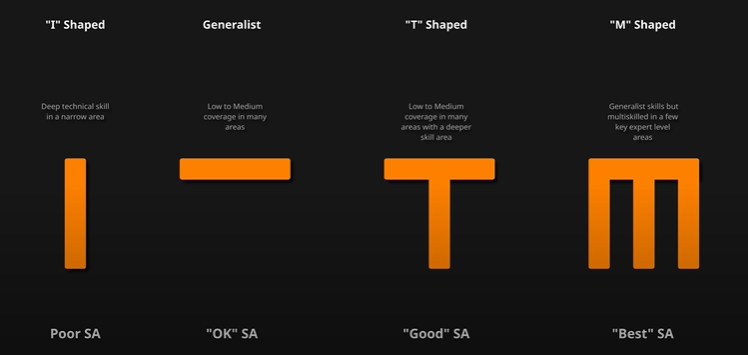 "I" Shaped
Generalist
"T" Shaped
"M" Shaped
Deep technical skill
in a narrow area
Low to Medium
coverage in many
areas
Low to Medium
coverage in many
areas with a deeper
skill area
Generalist skills but
multiskilled in a few
key expert level
areas
Poor SA
"OK" SA
"Good" SA
"Best" SA